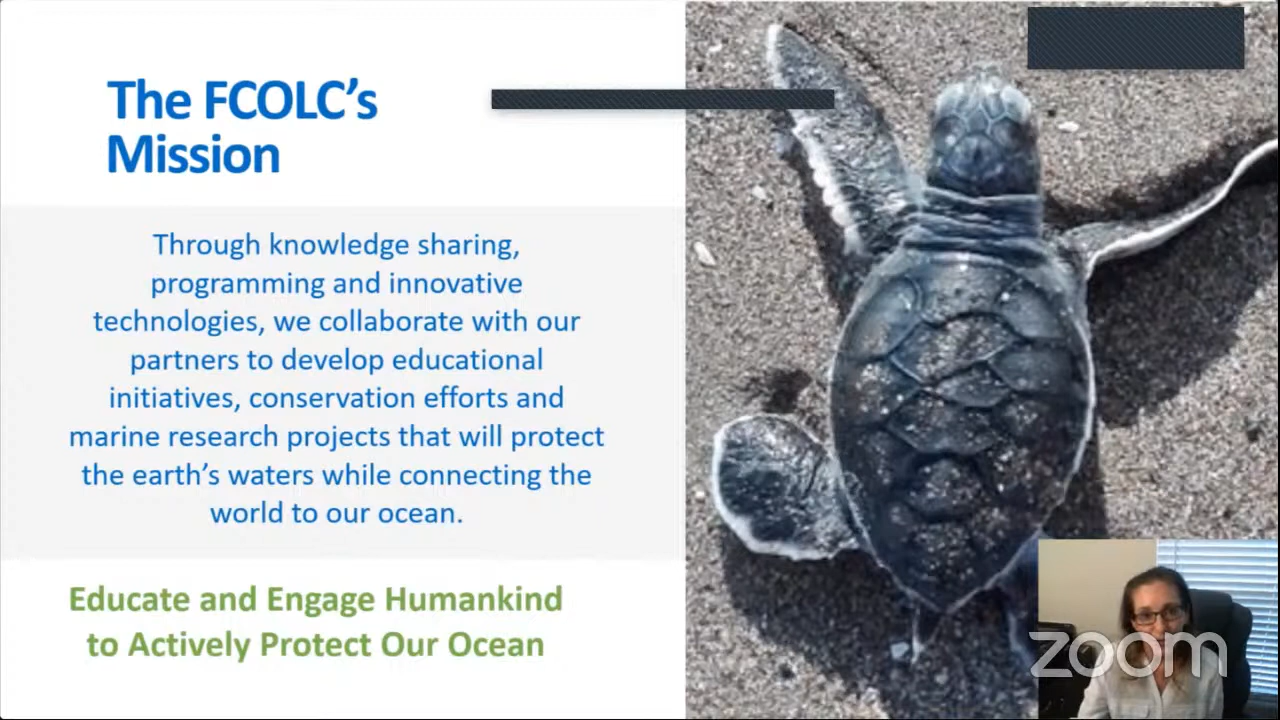 The FCOLC’s
Mission
Through knowledge sharing,
programming and innovative
technologies, we collaborate with our
partners to develop educational
initiatives, conservation efforts and
marine research projects that will protect
the earth’s waters while connecting the
world to our ocean.
Educate and Engage Humankind
to Actively Protect Our Ocean
zoom